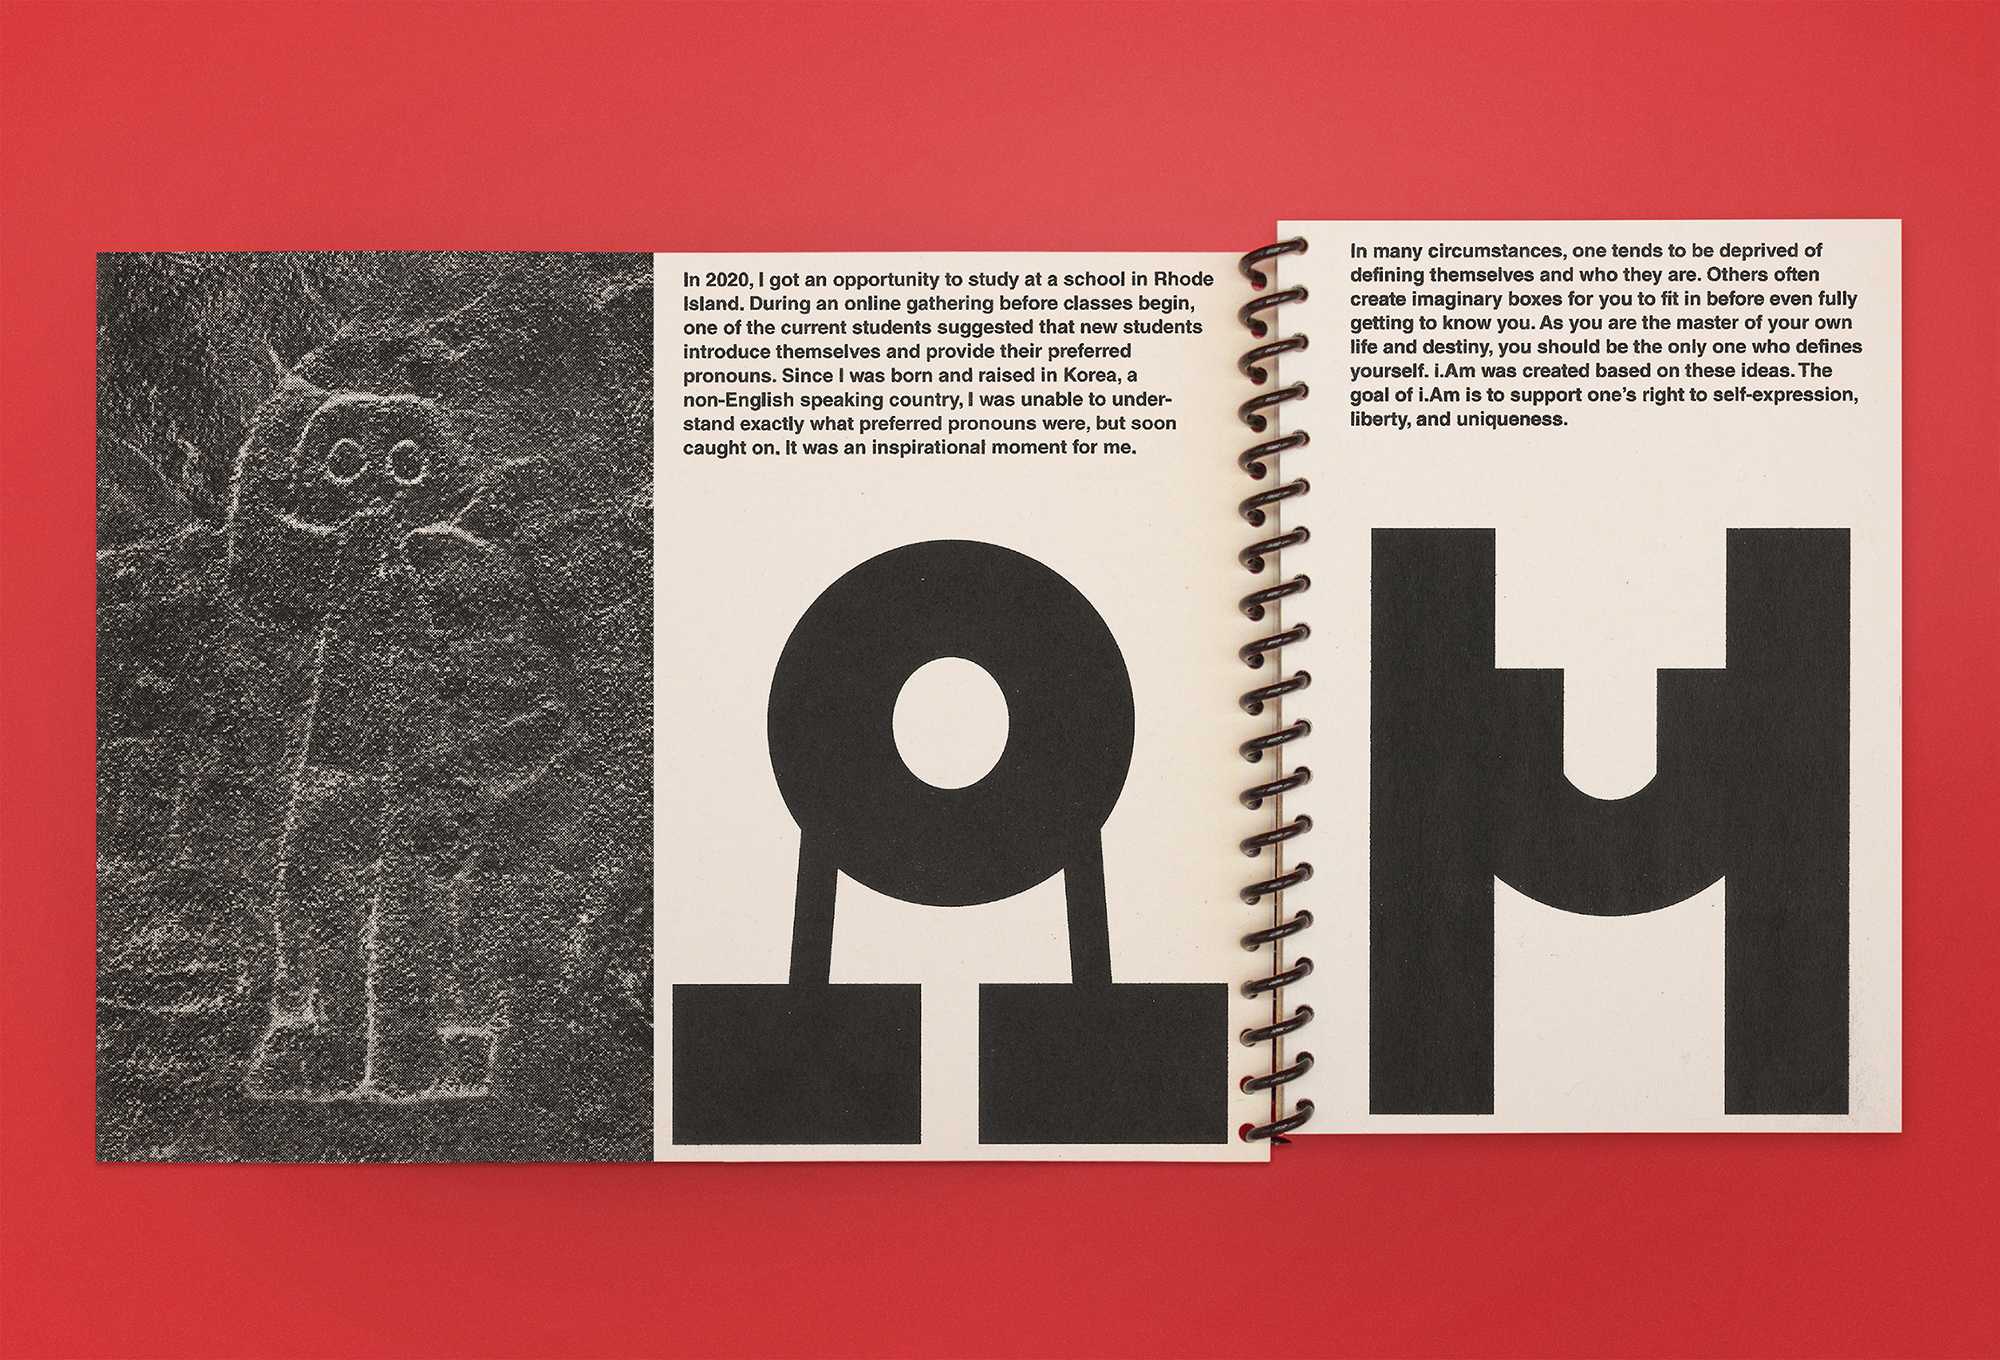 In 2020, I got an opportunity to study at a school in Rhode
Island. During an online gathering before classes begin,
one of the current students suggested that new students
introduce themselves and provide their preferred
pronouns. Since I was born and raised in Korea, a
non-English speaking country, I was unable to under-
stand exactly what preferred pronouns were, but soon
caught on. It was an inspirational moment for me.
In many circumstances, one tends to be deprived of
defining themselves and who they are. Others often
create imaginary boxes for you to fit in before even fully
getting to know you. As you are the master of your own
life and destiny, you should be the only one who defines
yourself. i.Am was created based on these ideas. The
goal of i.Am is to support one’s right to self-expression,
liberty, and uniqueness.
AM